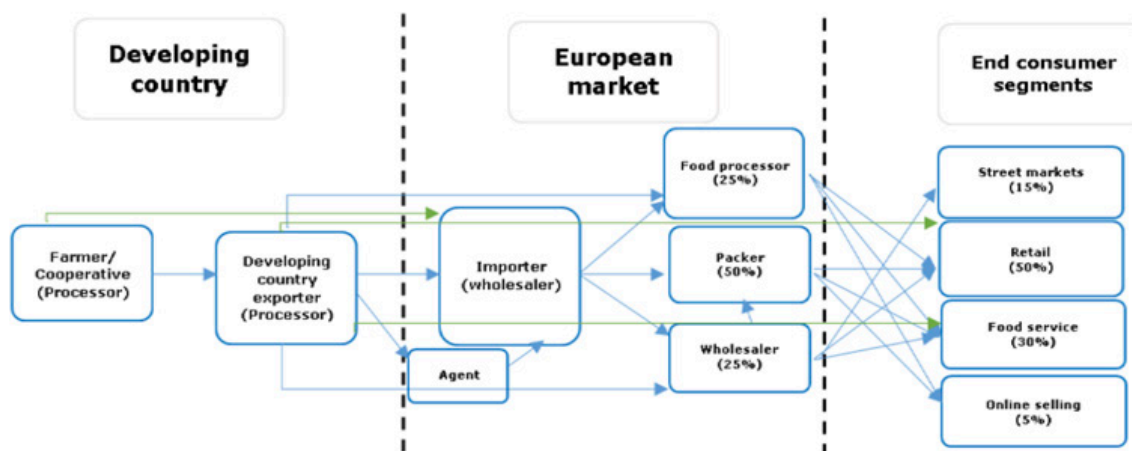 Developing
country
European
market
End consumer
segments
Farmer/
Cooperative
(Processor)
Developing
country
exporter
(Processor)
Agent
Importer
(wholesaler)
Food processor
(25%)
Packer
(50%)
Wholesaler
(25%)
Street markets
(15%)
Retail
(50%)
Food service
(30%)
Online selling
(5%)